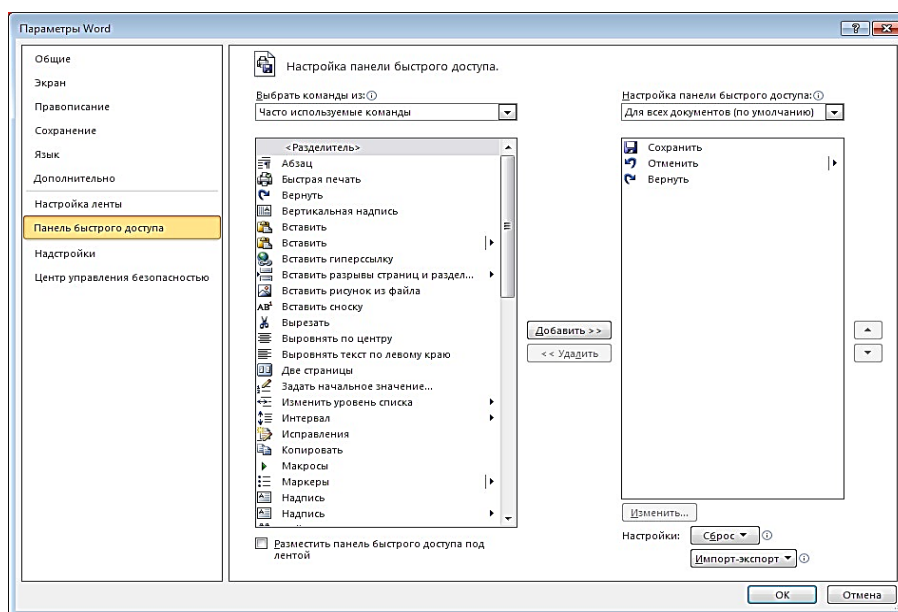 Параметры Word
Общие
Экран
Правописание
Сохранение
Язык
Дополнительно
Настройка ленты
Панель быстрого доступа
Надстройки
Центр управления безопасностью
Настройка панели быстрого доступа.
Выбрать команды из:
Часто используемые команды
<Разделитель>
Абзац
Быстрая печать
Вернуть
Вертикальная надпись
Вставить
Вставить
Вставить гиперссылку
Вставить разрывы страниц и раздел...
Вставить рисунок из файла
Вставить сноску
Вырезать
Выровнять по центру
Выровнять текст по левому краю
Две страницы
Задать начальное значение...
Изменить уровень списка
Интервал
Исправления
Копировать
Макросы
Маркеры
Надпись
Надпись
Разместить панель быстрого доступа под
лентой
Добавить >>
<< Удалить
Настройка панели быстрого доступа:
Для всех документов (по умолчанию)
Сохранить
Отменить
Вернуть
Изменить...
Настройки: Сброс
Импорт-экспорт
ОК Отмена